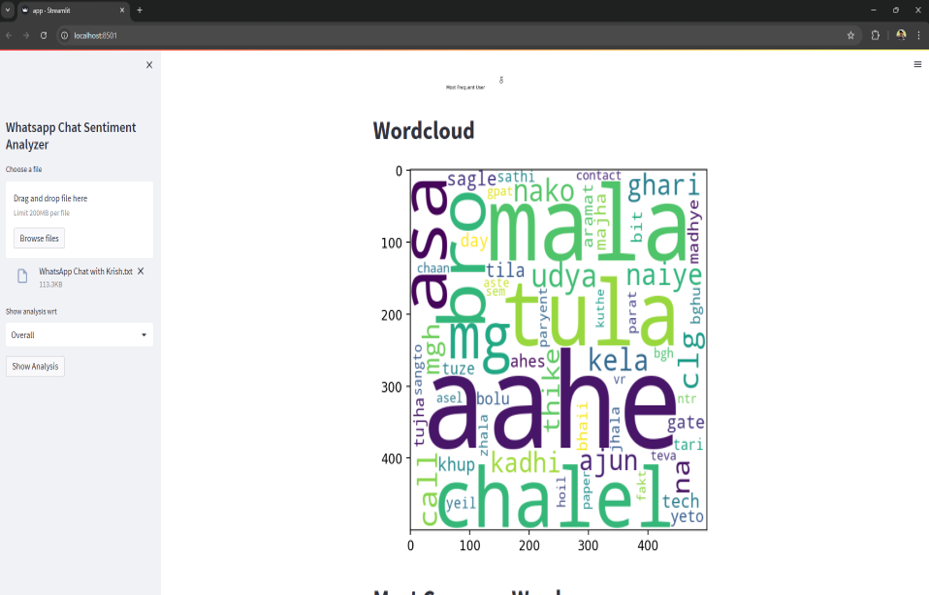 app · Streamlit
localhost:8501
Whatsapp Chat Sentiment
Analyzer
Choose a file
Drag and drop file here
Limit 200MB per file
Browse files
WhatsApp Chat with Krish.txt
113.3KB
Show analysis wrt
Overall
Show Analysis
Most Frequent User
Wordcloud
0
100
200
300
400
0
100
200
300
400
asa
sagle
sathi
contact
gpat
nako
ghari
bro
mala
aramat
majha
bit
madhye
day
chaan
tila
udya
naiye
aste
sem
tula
paryent
kuthe
parat
bghu
mg
mgh
clg
sangto
tuze
ahes
kela
bgh
vr
thike
aahe
asel
bolu
ntr
tujha
zhala
bhaii
jhala
gate
tari
call
khup
kadhi
ajun
teva
na
yeil
chalel
hoil
paper
fakt
tech
yeto